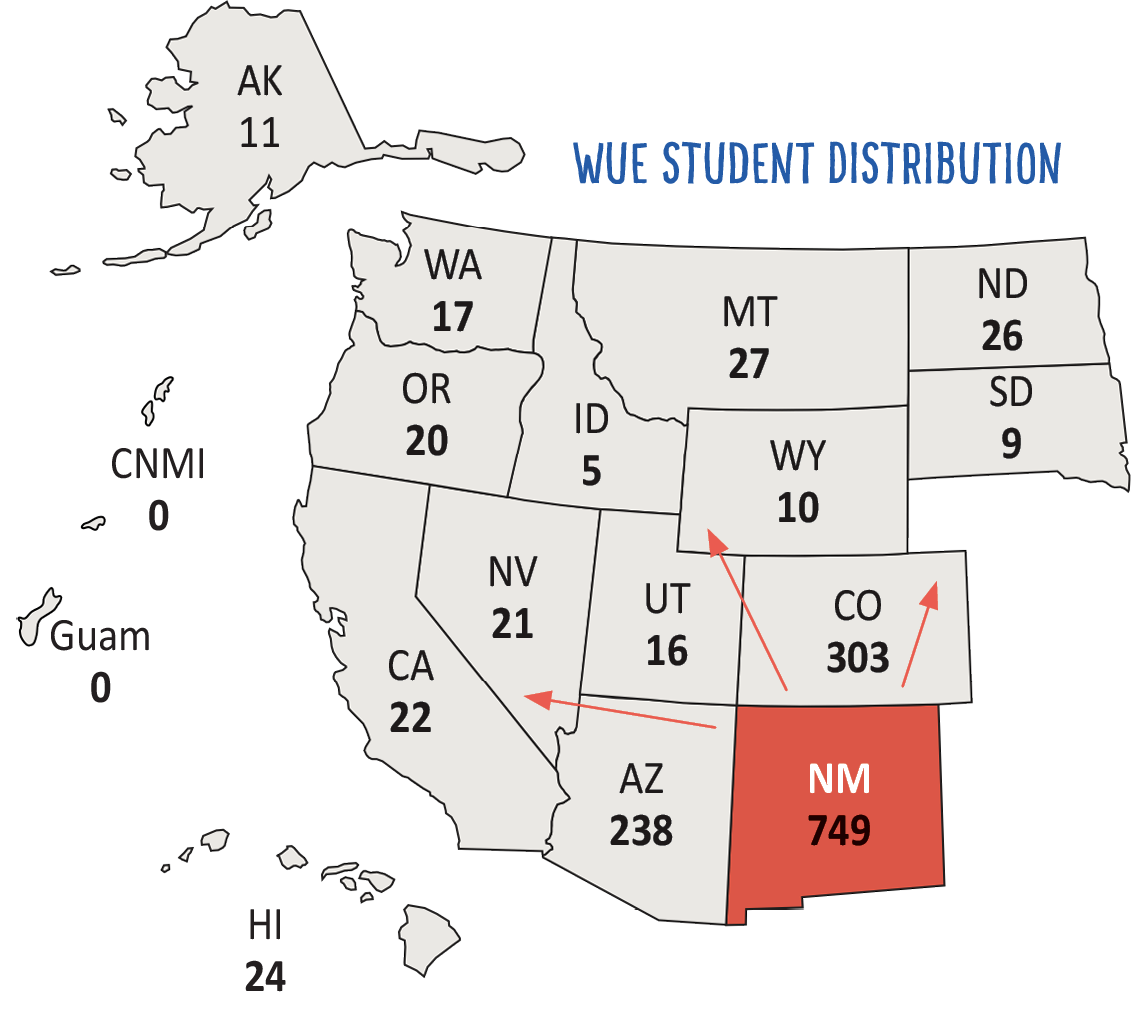 AK
11
WUE STUDENT DISTRIBUTION
WA
17
MT
27
ND
26
OR
20
ID
5
SD
9
WY
10
CNMI
0
NV
21
UT
16
CO
303
Guam
0
CA
22
AZ
238
NM
749
HI
24